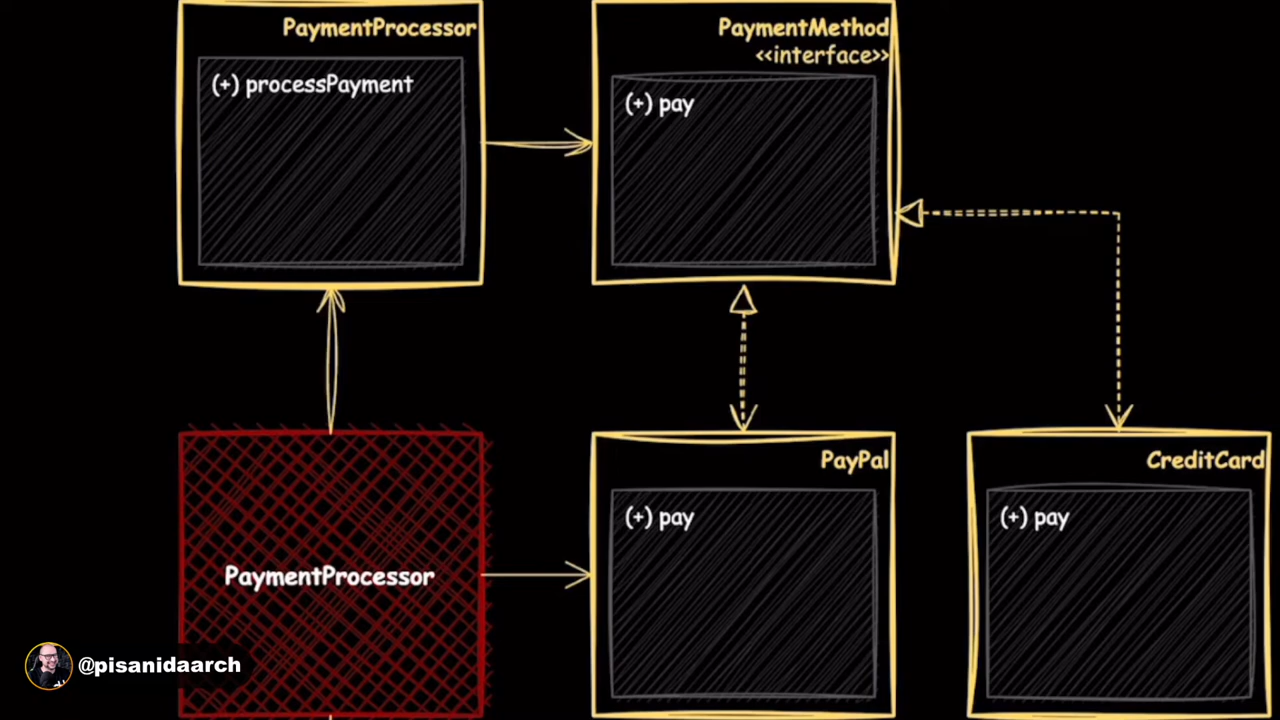 PaymentProcessor
(+) processPayment
PaymentMethod
<<interface>>
(+) pay
PaymentProcessor
PayPal
(+) pay
CreditCard
(+) pay
@pisanidaarch